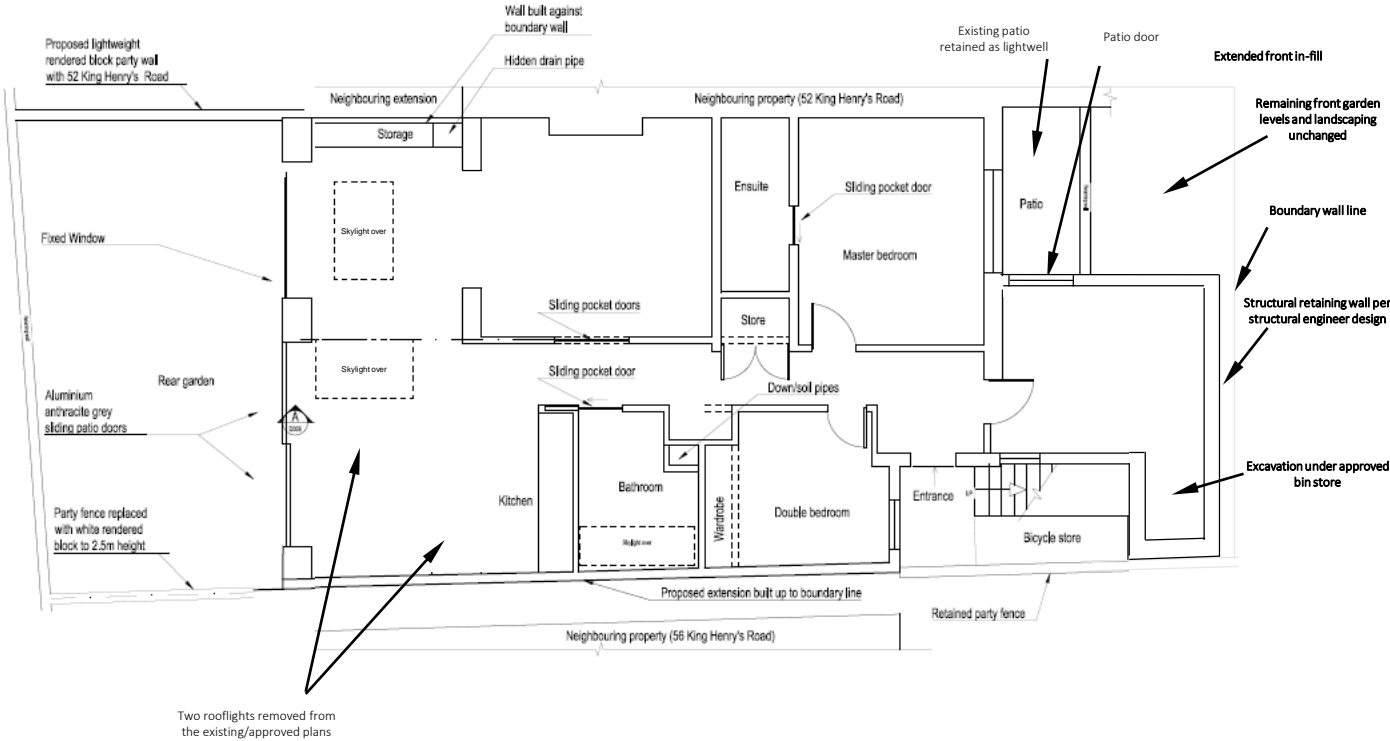 Wall built against
boundary wall
Hidden drain pipe
Proposed lightweight
rendered block party wall
with 52 King Henry's Road
Existing patio
retained as lightwell
Patio door
Extended front in-fill
Neighbouring extension
Neighbouring property (52 King Henry's Road)
Remaining front garden
levels and landscaping
unchanged
Storage
Ensuite
Sliding pocket door
Patio
Boundary wall line
Skylight over
Fixed Window
Master bedroom
Sliding pocket doors
Store
Structural retaining wall per
structural engineer design
Skylight over
Sliding pocket door
Rear garden
Down/soil pipes
Aluminium
anthracite grey
sliding patio doors
A
Kitchen
Bathroom
Wardrobe
Double bedroom
Entrance
UP
Excavation under approved
bin store
Bicycle store
Skylight over
Party fence replaced
with white rendered
block to 2.5m height
Proposed extension built up to boundary line
Retained party fence
Neighbouring property (56 King Henry's Road)
Two rooflights removed from
the existing/approved plans